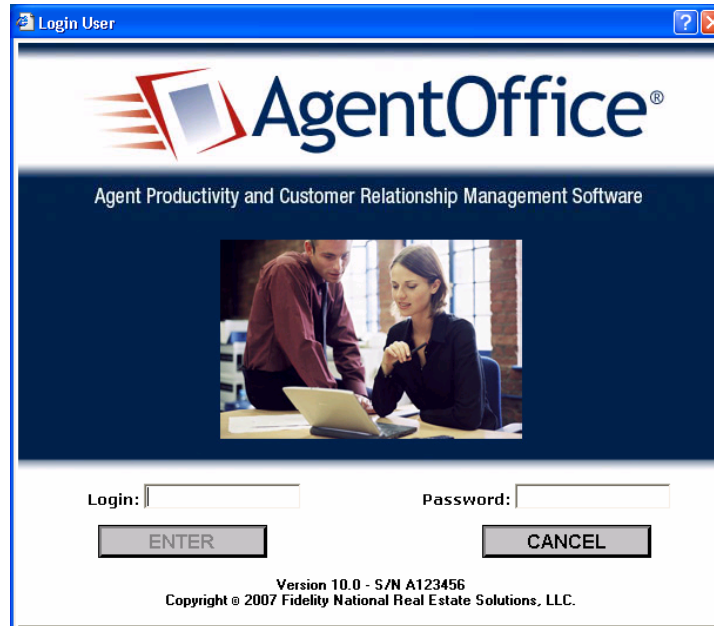 Login User
AgentOffice®
Agent Productivity and Customer Relationship Management Software
Login: Password:
ENTER CANCEL
Version 10.0 - S/N A123456
Copyright © 2007 Fidelity National Real Estate Solutions, LLC.